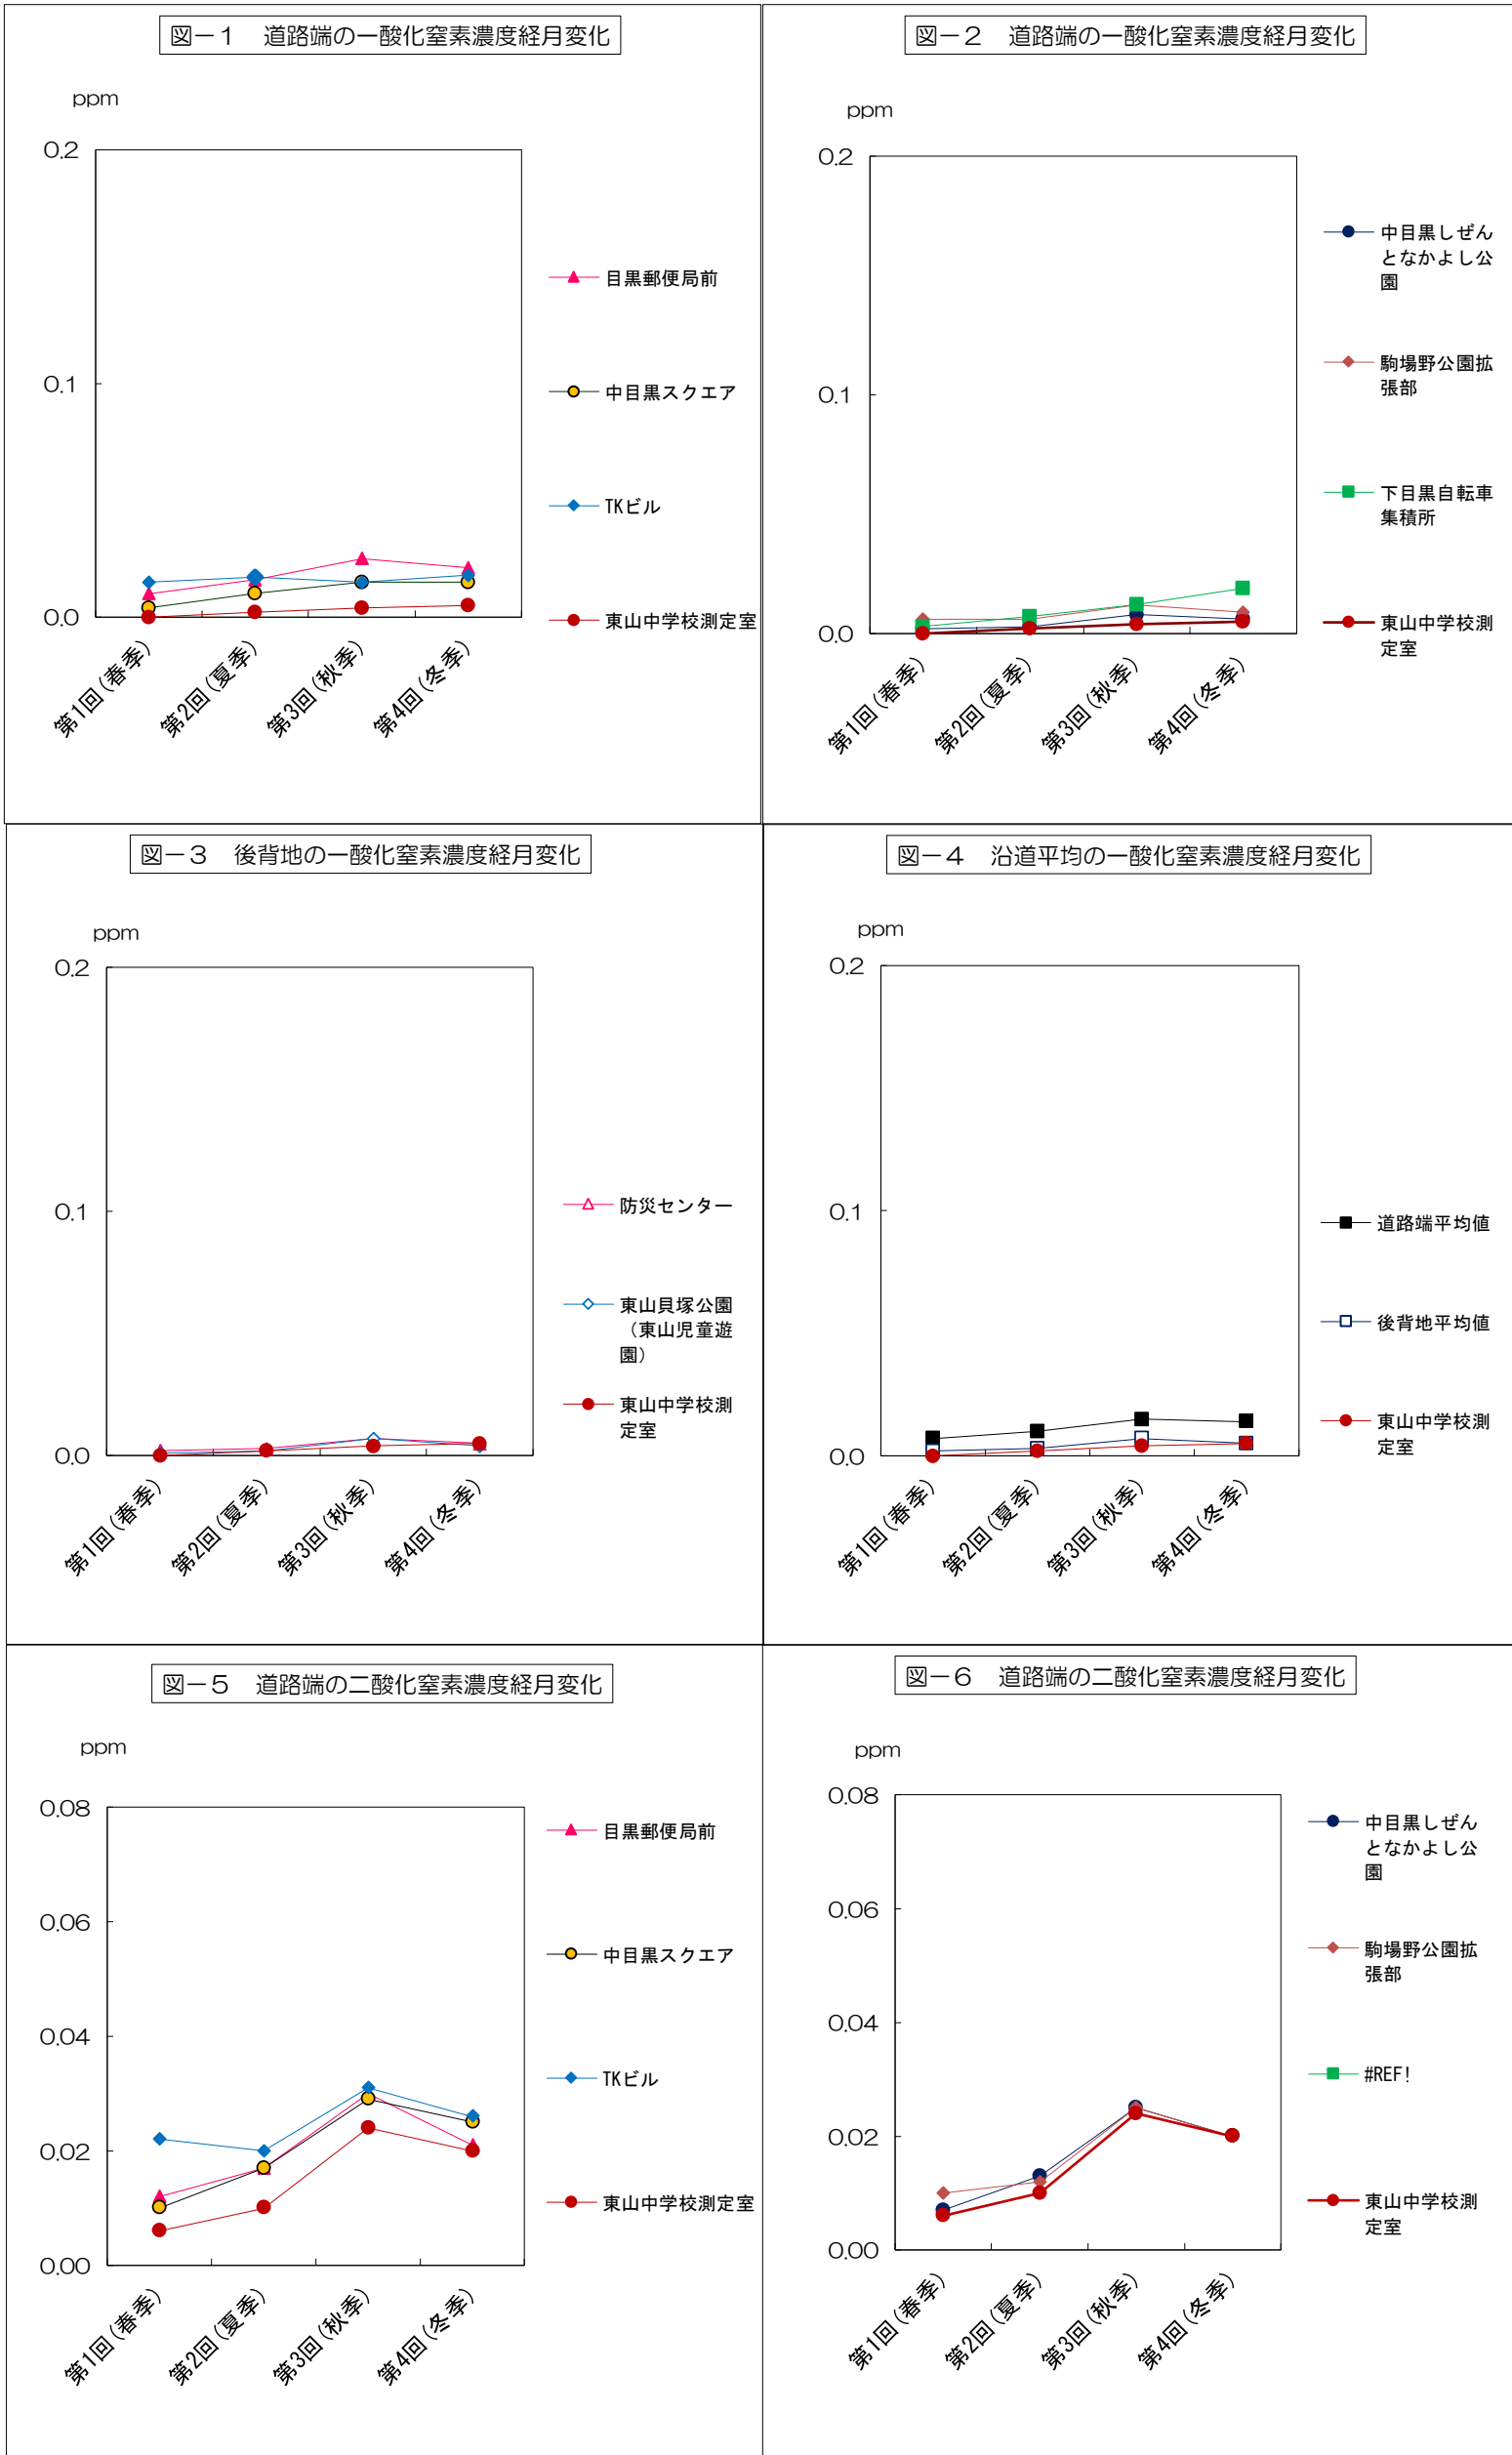 図－1　道路端の一酸化窒素濃度経月変化
ppm
0.2
0.1
0.0
第1回(春季)
第2回(夏季)
第3回(秋季)
第4回(冬季)
目黒郵便局前
中目黒スクエア
TKビル
東山中学校測定室
図－2　道路端の一酸化窒素濃度経月変化
ppm
0.2
0.1
0.0
第1回(春季)
第2回(夏季)
第3回(秋季)
第4回(冬季)
中目黒しぜん
となかよし公
園
駒場野公園拡
張部
下目黒自転車
集積所
東山中学校測
定室
図－3　後背地の一酸化窒素濃度経月変化
ppm
0.2
0.1
0.0
第1回(春季)
第2回(夏季)
第3回(秋季)
第4回(冬季)
防災センター
東山貝塚公園
（東山児童遊
園）
東山中学校測
定室
図－4　沿道平均の一酸化窒素濃度経月変化
ppm
0.2
0.1
0.0
第1回(春季)
第2回(夏季)
第3回(秋季)
第4回(冬季)
道路端平均値
後背地平均値
東山中学校測
定室
図－5　道路端の二酸化窒素濃度経月変化
ppm
0.08
0.06
0.04
0.02
0.00
第1回(春季)
第2回(夏季)
第3回(秋季)
第4回(冬季)
目黒郵便局前
中目黒スクエア
TKビル
東山中学校測定室
図－6　道路端の二酸化窒素濃度経月変化
ppm
0.08
0.06
0.04
0.02
0.00
第1回(春季)
第2回(夏季)
第3回(秋季)
第4回(冬季)
中目黒しぜん
となかよし公
園
駒場野公園拡
張部
#REF!
東山中学校測
定室